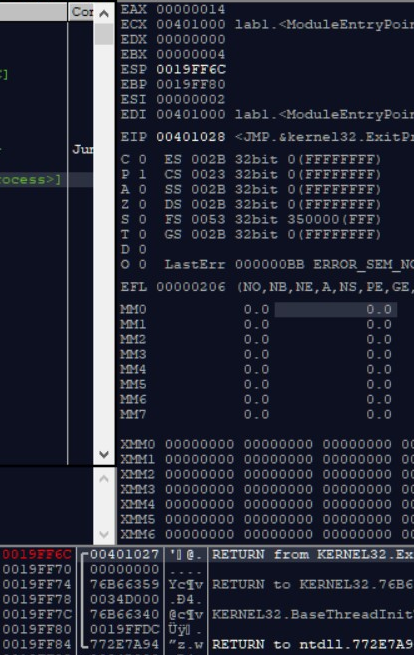 Con
EAX 00000014
ECX 00401000 lab1.<ModuleEntryPoin
EDX 00000000
EBX 00000004
ESP 0019FF6C
EBP 0019FF80
ESI 00000002
EDI 00401000 lab1.<ModuleEntryPoin
EIP 00401028 <JMP.&kernel32.ExitPr
Jum
ocess>]
C 0 ES 002B 32bit 0(FFFFFFFF)
P 1 CS 0023 32bit 0(FFFFFFFF)
A 0 SS 002B 32bit 0(FFFFFFFF)
Z 0 DS 002B 32bit 0(FFFFFFFF)
S 0 FS 0053 32bit 350000(FFF)
T 0 GS 002B 32bit 0(FFFFFFFF)
D 0
O 0 LastErr 000000BB ERROR_SEM_NO
EFL 00000206 (NO,NB,NE,A,NS,PE,GE,
MM0 0.0 0.0
MM1 0.0 0.0
MM2 0.0 0.0
MM3 0.0 0.0
MM4 0.0 0.0
MM5 0.0 0.0
MM6 0.0 0.0
MM7 0.0 0.0
XMM0 00000000 00000000 00000000 00
XMM1 00000000 00000000 00000000 00
XMM2 00000000 00000000 00000000 00
XMM3 00000000 00000000 00000000 00
XMM4 00000000 00000000 00000000 00
XMM5 00000000 00000000 00000000 00
XMM6 00000000 00000000 00000000 00
0019FF6C 00401027 RETURN from KERNEL32.Ex
0019FF70 00000000 ....
0019FF74 76B66359 Yc¶v RETURN to KERNEL32.76B6
0019FF78 0034D000 .Ð4.
0019FF7C 76B66340 @c¶v KERNEL32.BaseThreadInit
0019FF80 0019FFDC
0019FF84 772E7A94 ”z.w RETURN to ntdll.772E7A9